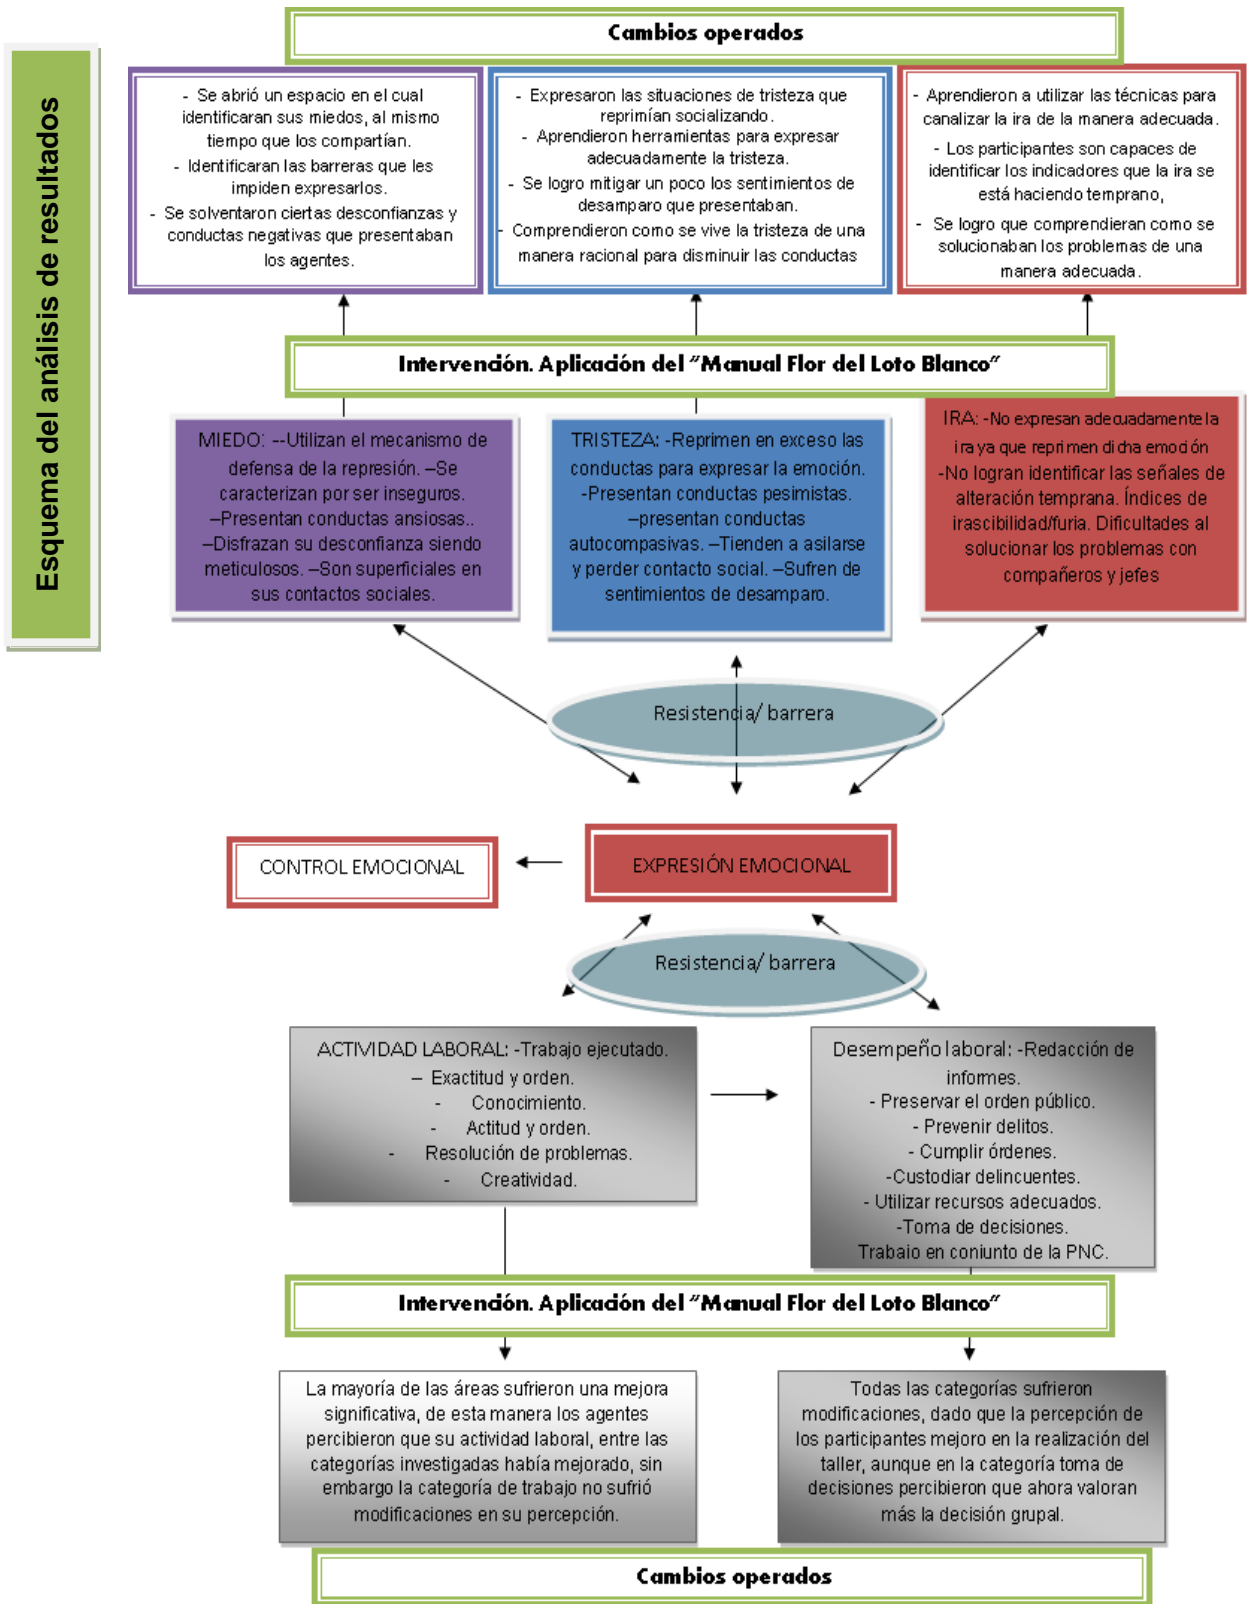 Esquema del análisis de resultados
Cambios operados
- Se abrió un espacio en el cual
identificaran sus miedos, al mismo
tiempo que los compartían.
- Identificaran las barreras que les
impiden expresarlos.
- Se solventaron ciertas desconfianzas y
conductas negativas que presentaban
los agentes.
- Expresaron las situaciones de tristeza que
reprimían socializando.
- Aprendieron herramientas para expresar
adecuadamente la tristeza.
- Se logro mitigar un poco los sentimientos de
desamparo que presentaban.
- Comprendieron como se vive la tristeza de una
manera racional para disminuir las conductas
- Aprendieron a utilizar las técnicas para
canalizar la ira de la manera adecuada.
- Los participantes son capaces de
identificar los indicadores que la ira se
está haciendo temprano,
- Se logro que comprendieran como se
solucionaban los problemas de una
manera adecuada.
Intervención. Aplicación del "Manual Flor del Loto Blanco"
MIEDO: --Utilizan el mecanismo de
defensa de la represión. –Se
caracterizan por ser inseguros.
–Presentan conductas ansiosas..
–Disfrazan su desconfianza siendo
meticulosos. –Son superficiales en
sus contactos sociales.
TRISTEZA: -Reprimen en exceso las
conductas para expresar la emoción.
-Presentan conductas pesimistas.
–presentan conductas
autocompasivas. –Tienden a asilarse
y perder contacto social. –Sufren de
sentimientos de desamparo.
IRA: -No expresan adecuadamente la
ira ya que reprimen dicha emoción
-No logran identificar las señales de
alteración temprana. Índices de
irascibilidad/furia. Dificultades al
solucionar los problemas con
compañeros y jefes
Resistencia/ barrera
CONTROL EMOCIONAL
EXPRESIÓN EMOCIONAL
Resistencia/ barrera
ACTIVIDAD LABORAL: -Trabajo ejecutado.
– Exactitud y orden.
- Conocimiento.
- Actitud y orden.
- Resolución de problemas.
- Creatividad.
Desempeño laboral: -Redacción de
informes.
- Preservar el orden público.
- Prevenir delitos.
- Cumplir órdenes.
-Custodiar delincuentes.
- Utilizar recursos adecuados.
-Toma de decisiones.
Trabajo en conjunto de la PNC.
Intervención. Aplicación del "Manual Flor del Loto Blanco"
La mayoría de las áreas sufrieron una mejora
significativa, de esta manera los agentes
percibieron que su actividad laboral, entre las
categorías investigadas había mejorado, sin
embargo la categoría de trabajo no sufrió
modificaciones en su percepción.
Todas las categorías sufrieron
modificaciones, dado que la percepción de
los participantes mejoro en la realización del
taller, aunque en la categoría toma de
decisiones percibieron que ahora valoran
más la decisión grupal.
Cambios operados